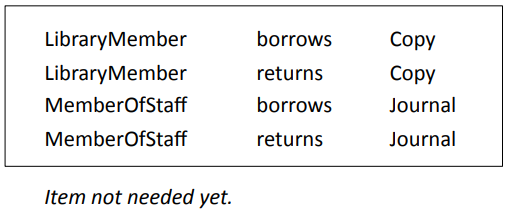 LibraryMember borrows Copy
LibraryMember returns Copy
MemberOfStaff borrows Journal
MemberOfStaff returns Journal
Item not needed yet.